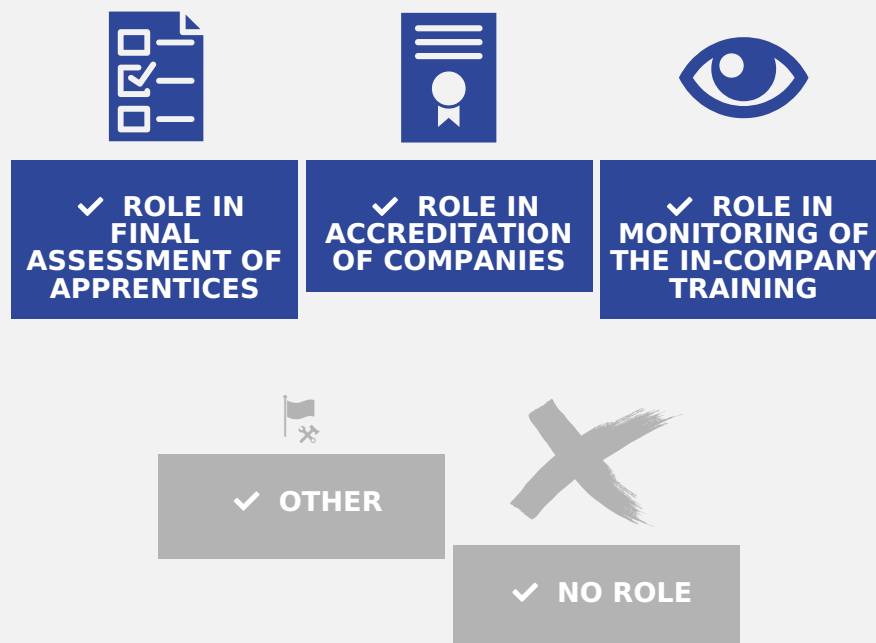 ✓ ROLE IN
FINAL
ASSESSMENT OF
APPRENTICES
✓ ROLE IN
ACCREDITATION
OF COMPANIES
✓ ROLE IN
MONITORING OF
THE IN-COMPANY
TRAINING
✓ OTHER
✓ NO ROLE